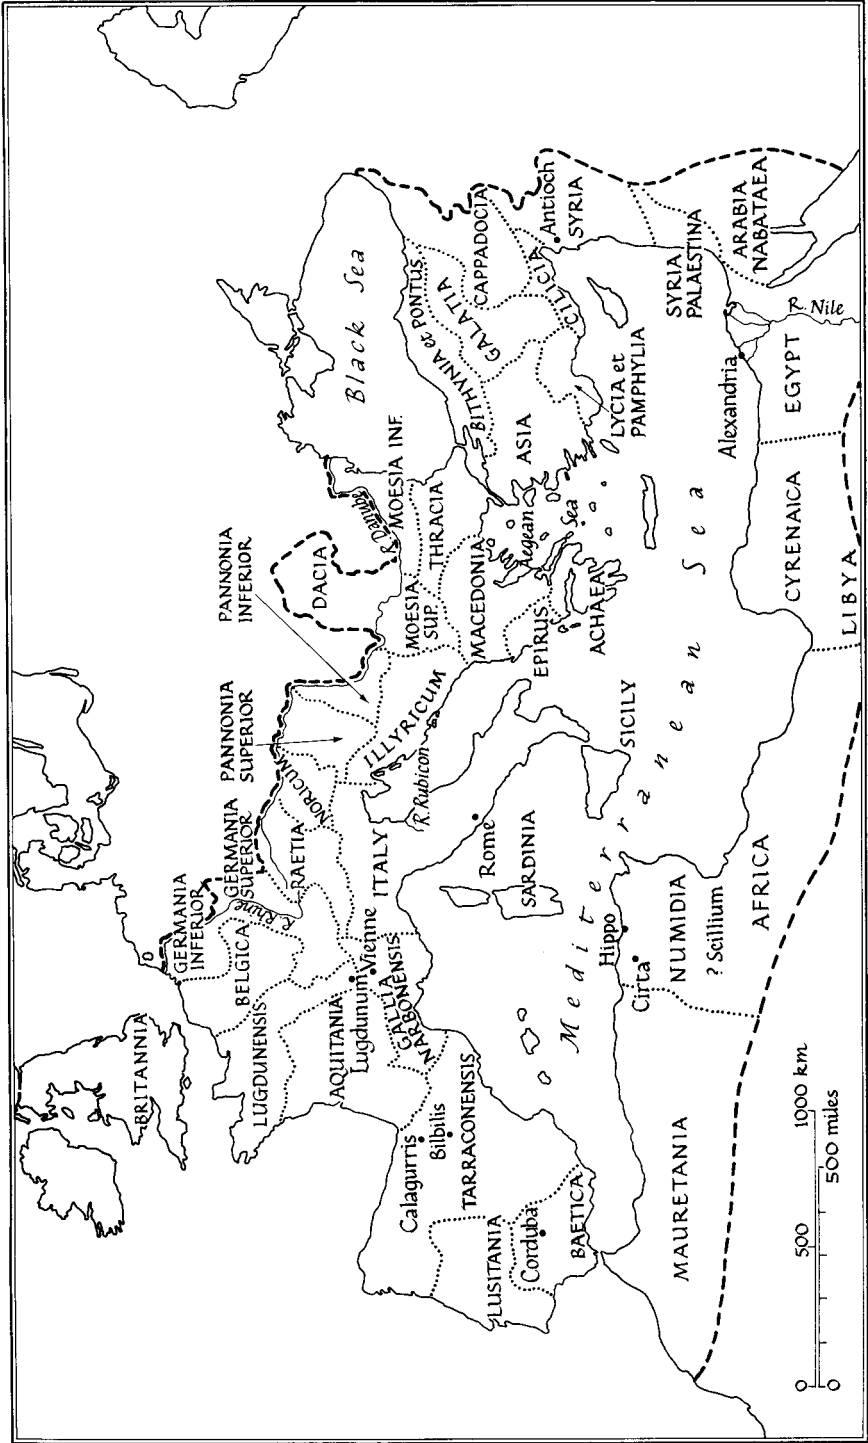 BRITANNIA
GERMANIA
INFERIOR
BELGICA
LUGDUNENSIS
GERMANIA
SUPERIOR
R. Rhine
RAETIA
NORICUM
PANNONIA
SUPERIOR
PANNONIA
INFERIOR
DACIA
R. Danube
MOESIA INF.
Black Sea
AQUITANIA
Lugdunum
Vienne
GALLIA
NARBONENSIS
ITALY
R. Rubicon
ILLYRICUM
MOESIA
SUP.
THRACIA
MACEDONIA
EPIRUS
ACHAEA
Aegean
Sea
BITHYNIA et PONTUS
GALATIA
CAPPADOCIA
ASIA
CILICIA
LYCIA et
PAMPHYLIA
Antioch
SYRIA
Calagurris
Bilbilis
TARRACONENSIS
LUSITANIA
Corduba
BAETICA
Rome
SARDINIA
SICILY
Mediterranean Sea
SYRIA
PALAESTINA
ARABIA
NABATAEA
R. Nile
Alexandria
EGYPT
CYRENAICA
LIBYA
Hippo
Cirta
NUMIDIA
? Scillium
AFRICA
MAURETANIA
0 500 1000 km
0 500 miles